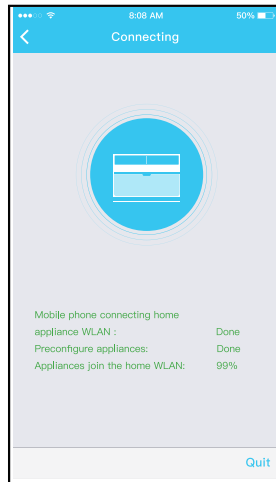 8:08 AM 50%
Connecting
Mobile phone connecting home
appliance WLAN : Done
Preconfigure appliances: Done
Appliances join the home WLAN: 99%
Quit